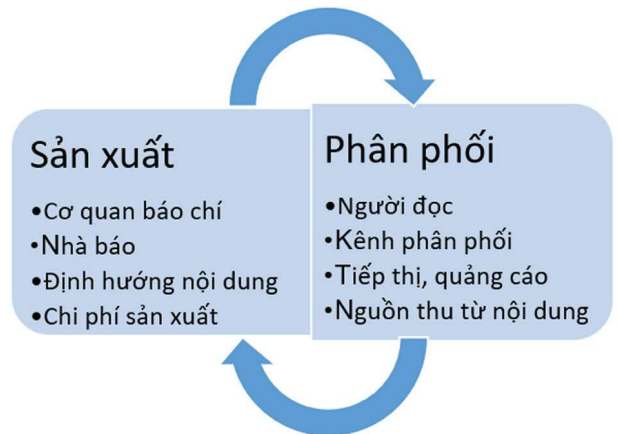 Sản xuất
•Cơ quan báo chí
•Nhà báo
•Định hướng nội dung
•Chi phí sản xuất
Phân phối
•Người đọc
•Kênh phân phối
•Tiếp thị, quảng cáo
•Nguồn thu từ nội dung